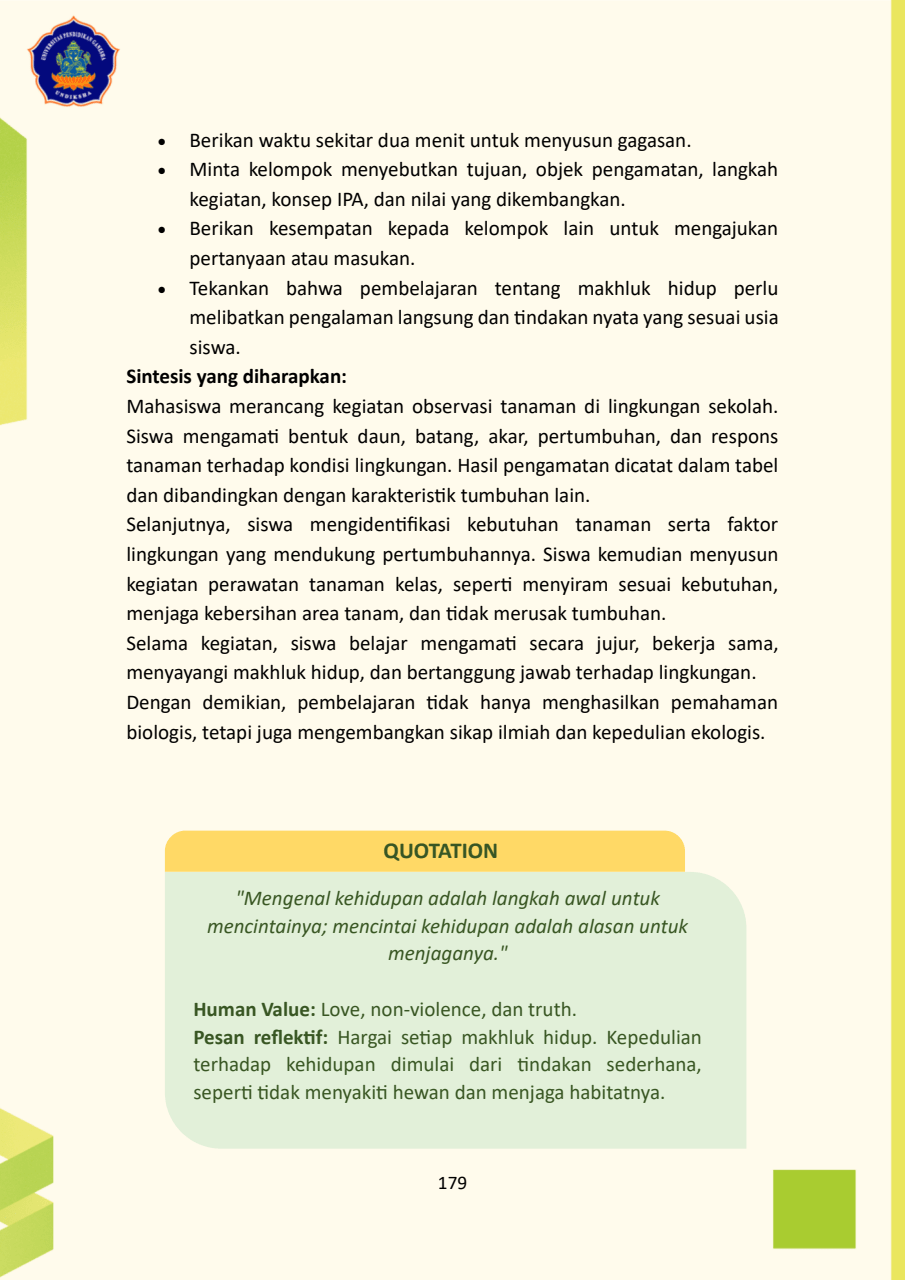 UNIVERSITAS PENDIDIKAN GANESHA
UNDIKSHA
• Berikan waktu sekitar dua menit untuk menyusun gagasan.
• Minta kelompok menyebutkan tujuan, objek pengamatan, langkah
kegiatan, konsep IPA, dan nilai yang dikembangkan.
• Berikan kesempatan kepada kelompok lain untuk mengajukan
pertanyaan atau masukan.
• Tekankan bahwa pembelajaran tentang makhluk hidup perlu
melibatkan pengalaman langsung dan tindakan nyata yang sesuai usia
siswa.
Sintesis yang diharapkan:
Mahasiswa merancang kegiatan observasi tanaman di lingkungan sekolah.
Siswa mengamati bentuk daun, batang, akar, pertumbuhan, dan respons
tanaman terhadap kondisi lingkungan. Hasil pengamatan dicatat dalam tabel
dan dibandingkan dengan karakteristik tumbuhan lain.
Selanjutnya, siswa mengidentifikasi kebutuhan tanaman serta faktor
lingkungan yang mendukung pertumbuhannya. Siswa kemudian menyusun
kegiatan perawatan tanaman kelas, seperti menyiram sesuai kebutuhan,
menjaga kebersihan area tanam, dan tidak merusak tumbuhan.
Selama kegiatan, siswa belajar mengamati secara jujur, bekerja sama,
menyayangi makhluk hidup, dan bertanggung jawab terhadap lingkungan.
Dengan demikian, pembelajaran tidak hanya menghasilkan pemahaman
biologis, tetapi juga mengembangkan sikap ilmiah dan kepedulian ekologis.
QUOTATION
"Mengenal kehidupan adalah langkah awal untuk
mencintainya; mencintai kehidupan adalah alasan untuk
menjaganya."
Human Value: Love, non-violence, dan truth.
Pesan reflektif: Hargai setiap makhluk hidup. Kepedulian
terhadap kehidupan dimulai dari tindakan sederhana,
seperti tidak menyakiti hewan dan menjaga habitatnya.
179